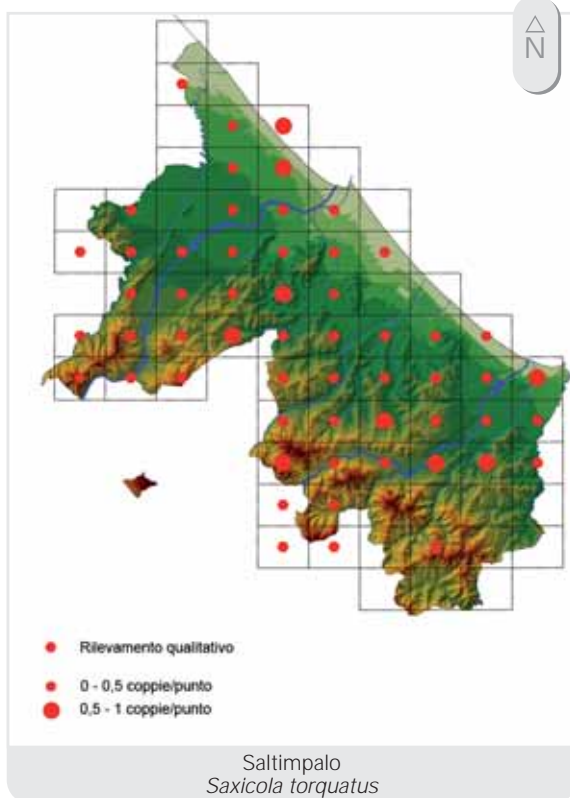 N
Rilevamento qualitativo
0 - 0,5 coppie/punto
0,5 - 1 coppie/punto
Saltimpalo
Saxicola torquatus